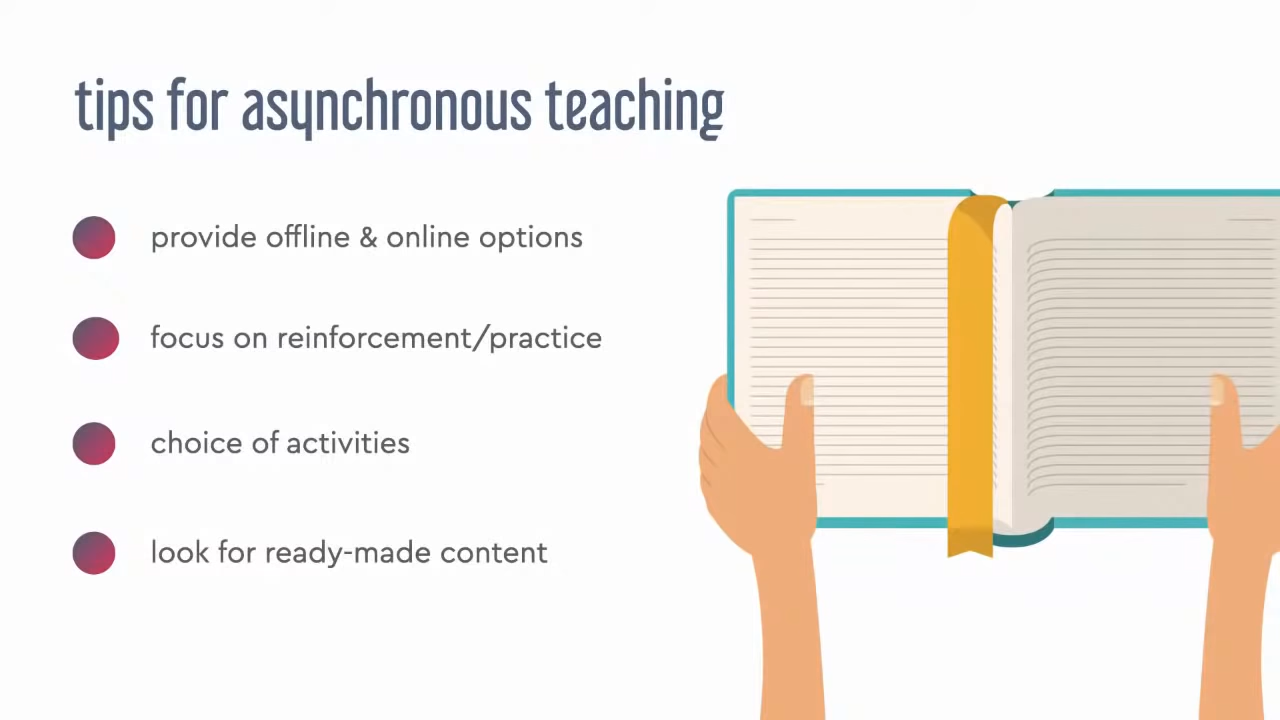 tips for asynchronous teaching
provide offline & online options
focus on reinforcement/practice
choice of activities
look for ready-made content